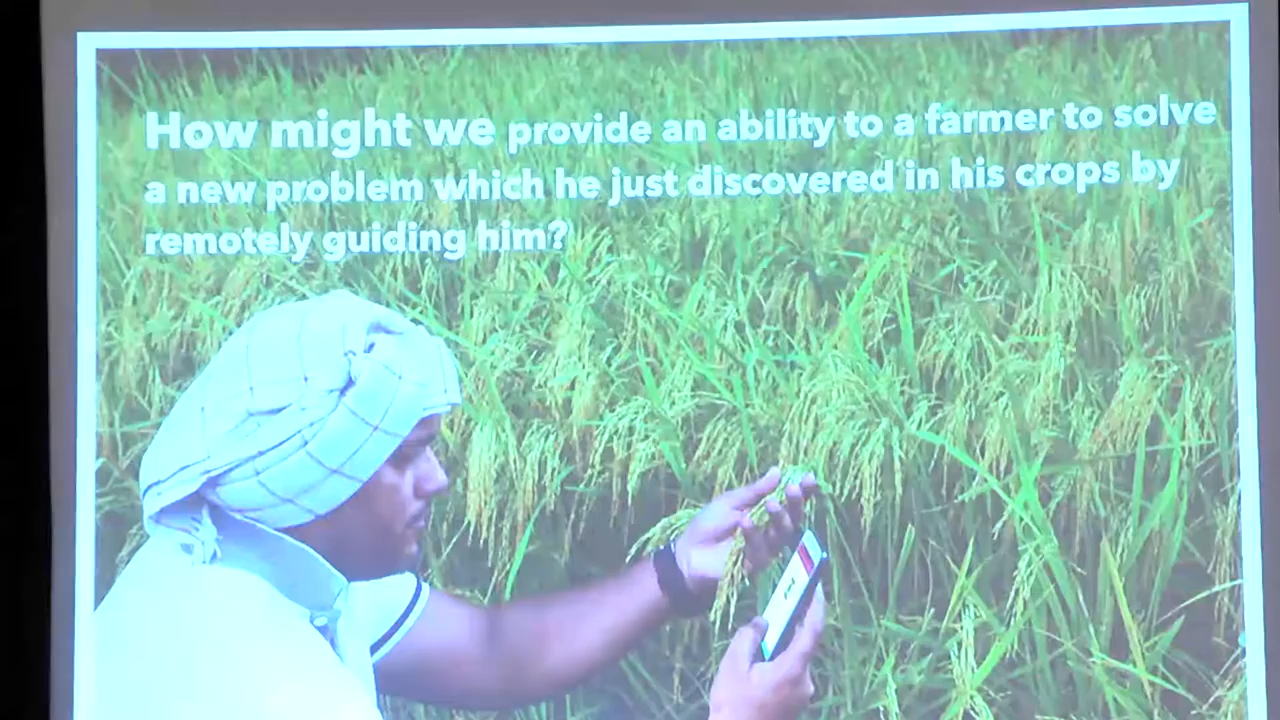 How might we provide an ability to a farmer to solve
a new problem which he just discovered in his crops by
remotely guiding him?